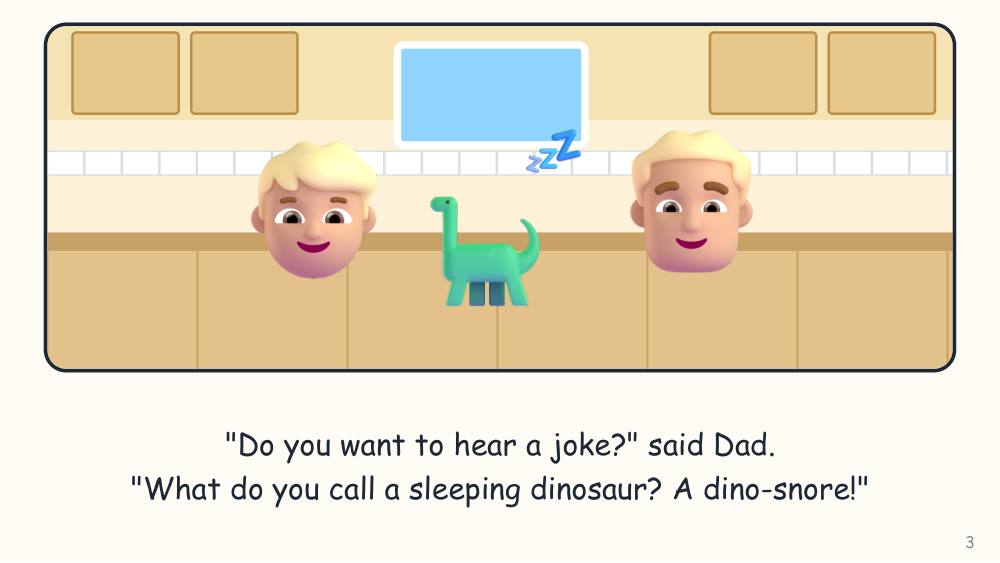 "Do you want to hear a joke?" said Dad.
"What do you call a sleeping dinosaur? A dino-snore!"
3